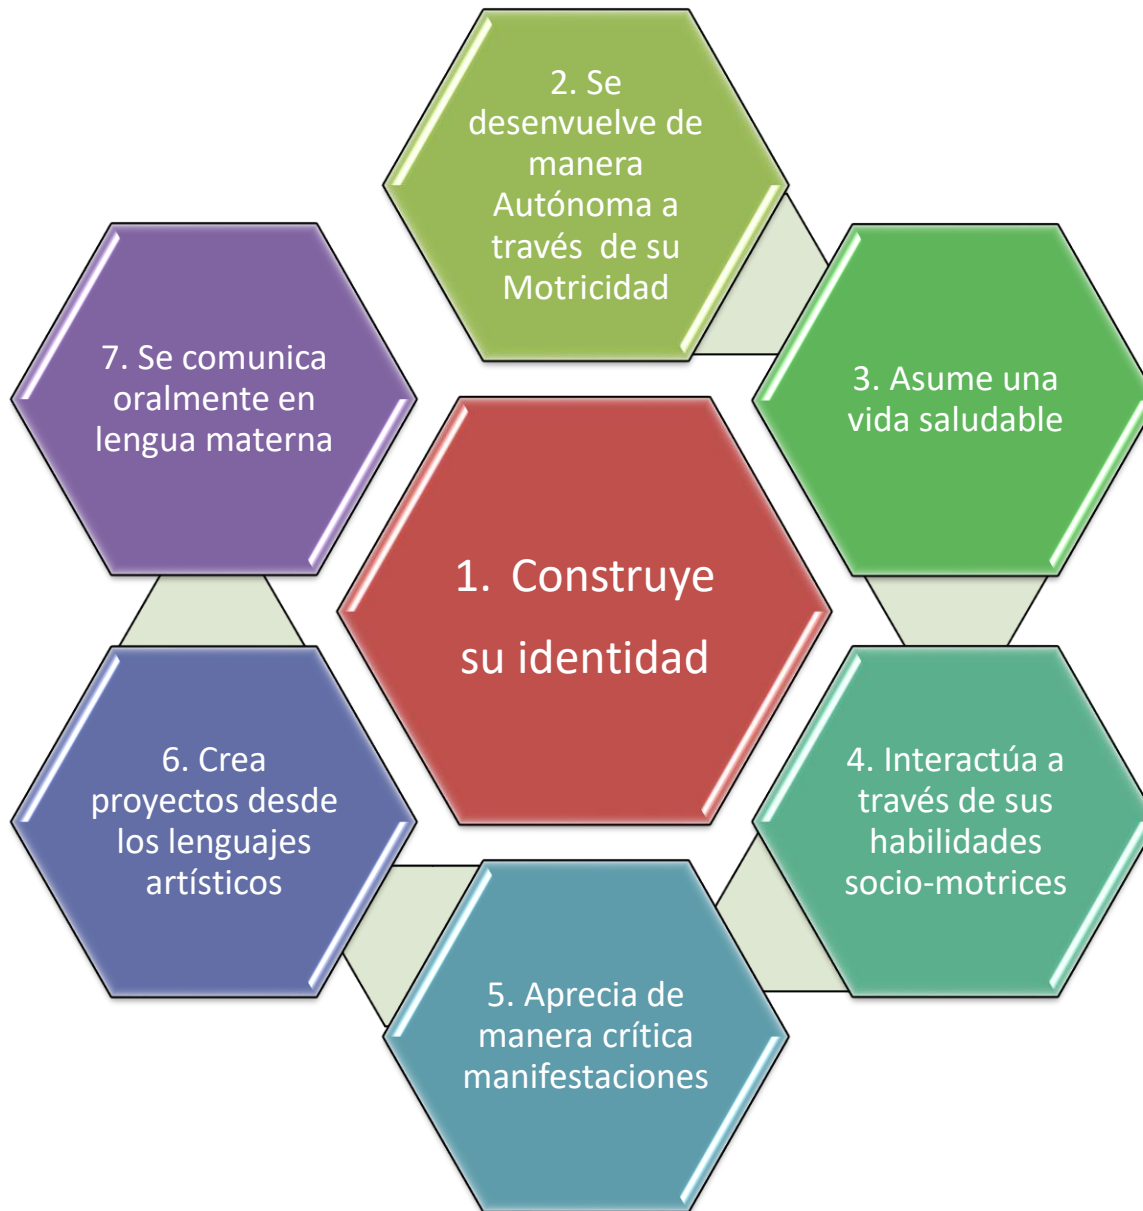 1. Construye
su identidad
2. Se
desenvuelve de
manera
Autónoma a
través de su
Motricidad
3. Asume una
vida saludable
4. Interactúa a
través de sus
habilidades
socio-motrices
5. Aprecia de
manera crítica
manifestaciones
6. Crea
proyectos desde
los lenguajes
artísticos
7. Se comunica
oralmente en
lengua materna